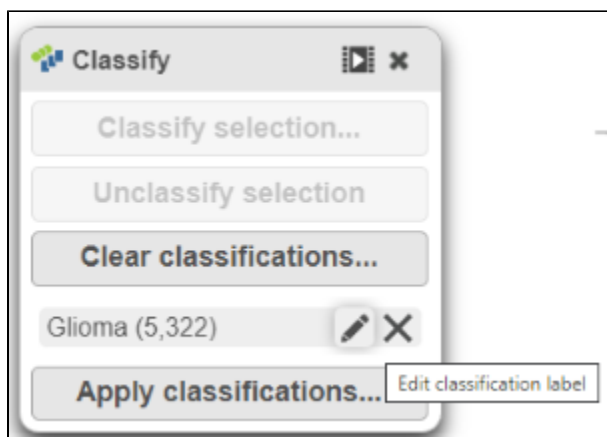 Classify
Classify selection...
Unclassify selection
Clear classifications...
Glioma (5,322)
Edit classification label
Apply classifications...